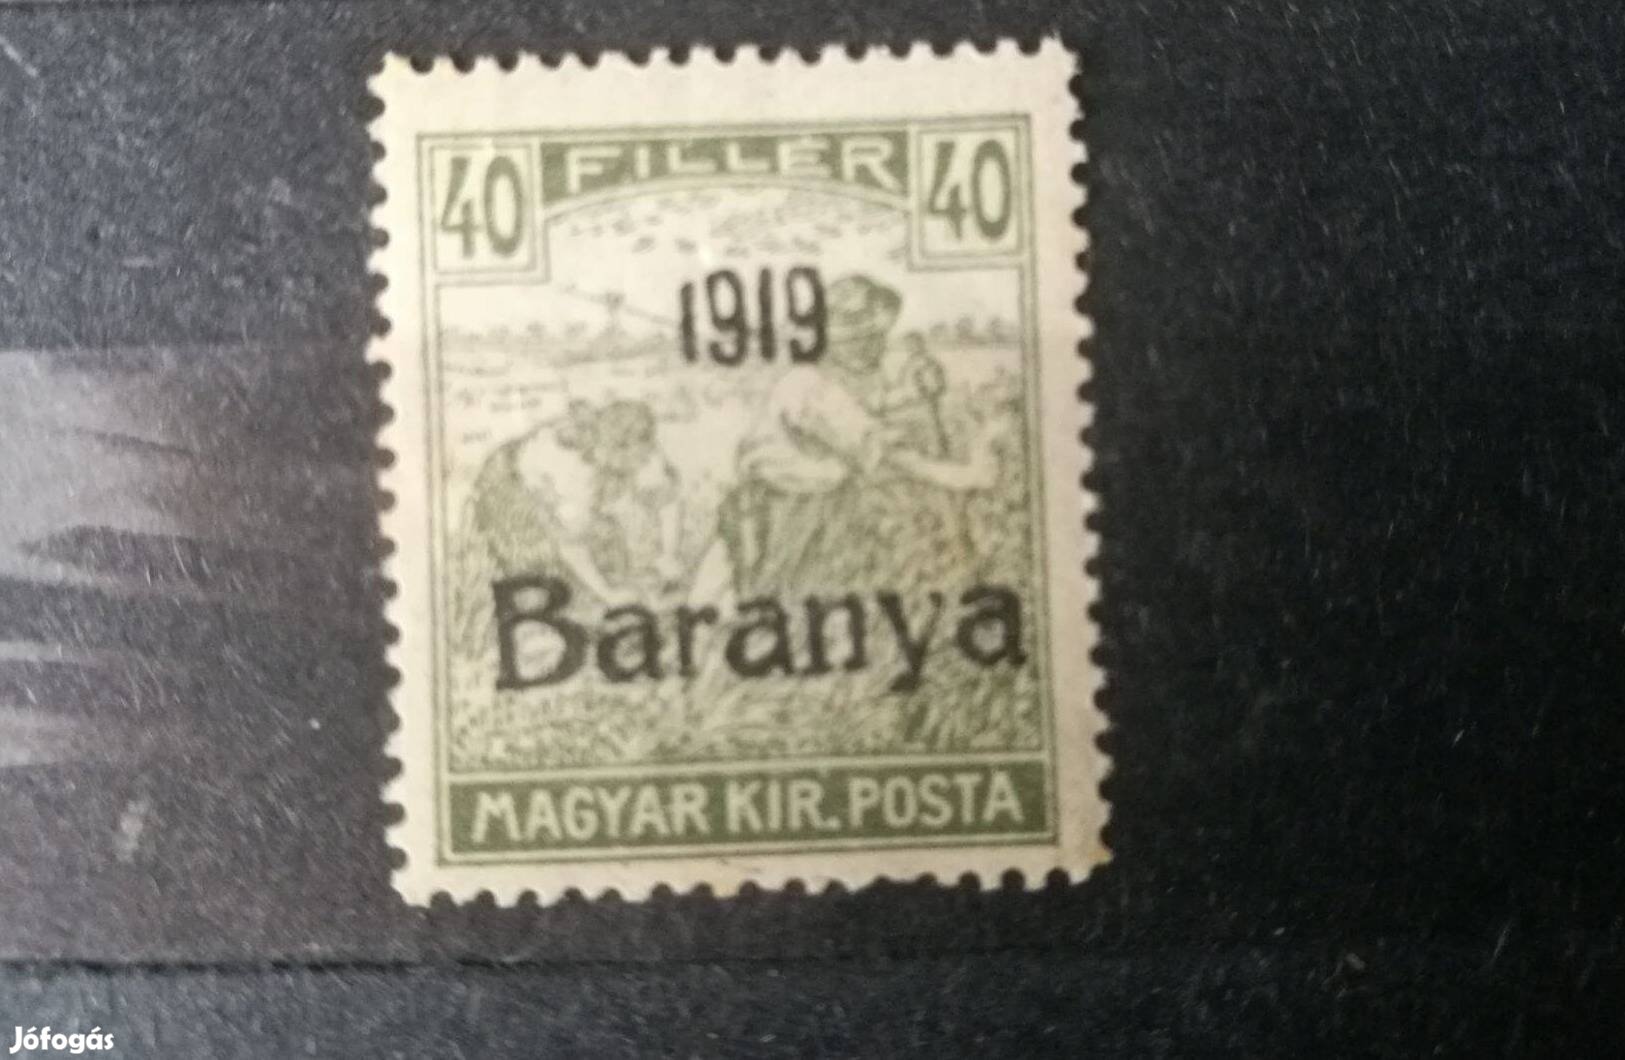 40 FILLÉR 40
1919
Baranya
MAGYAR KIR. POSTA
Jófogás